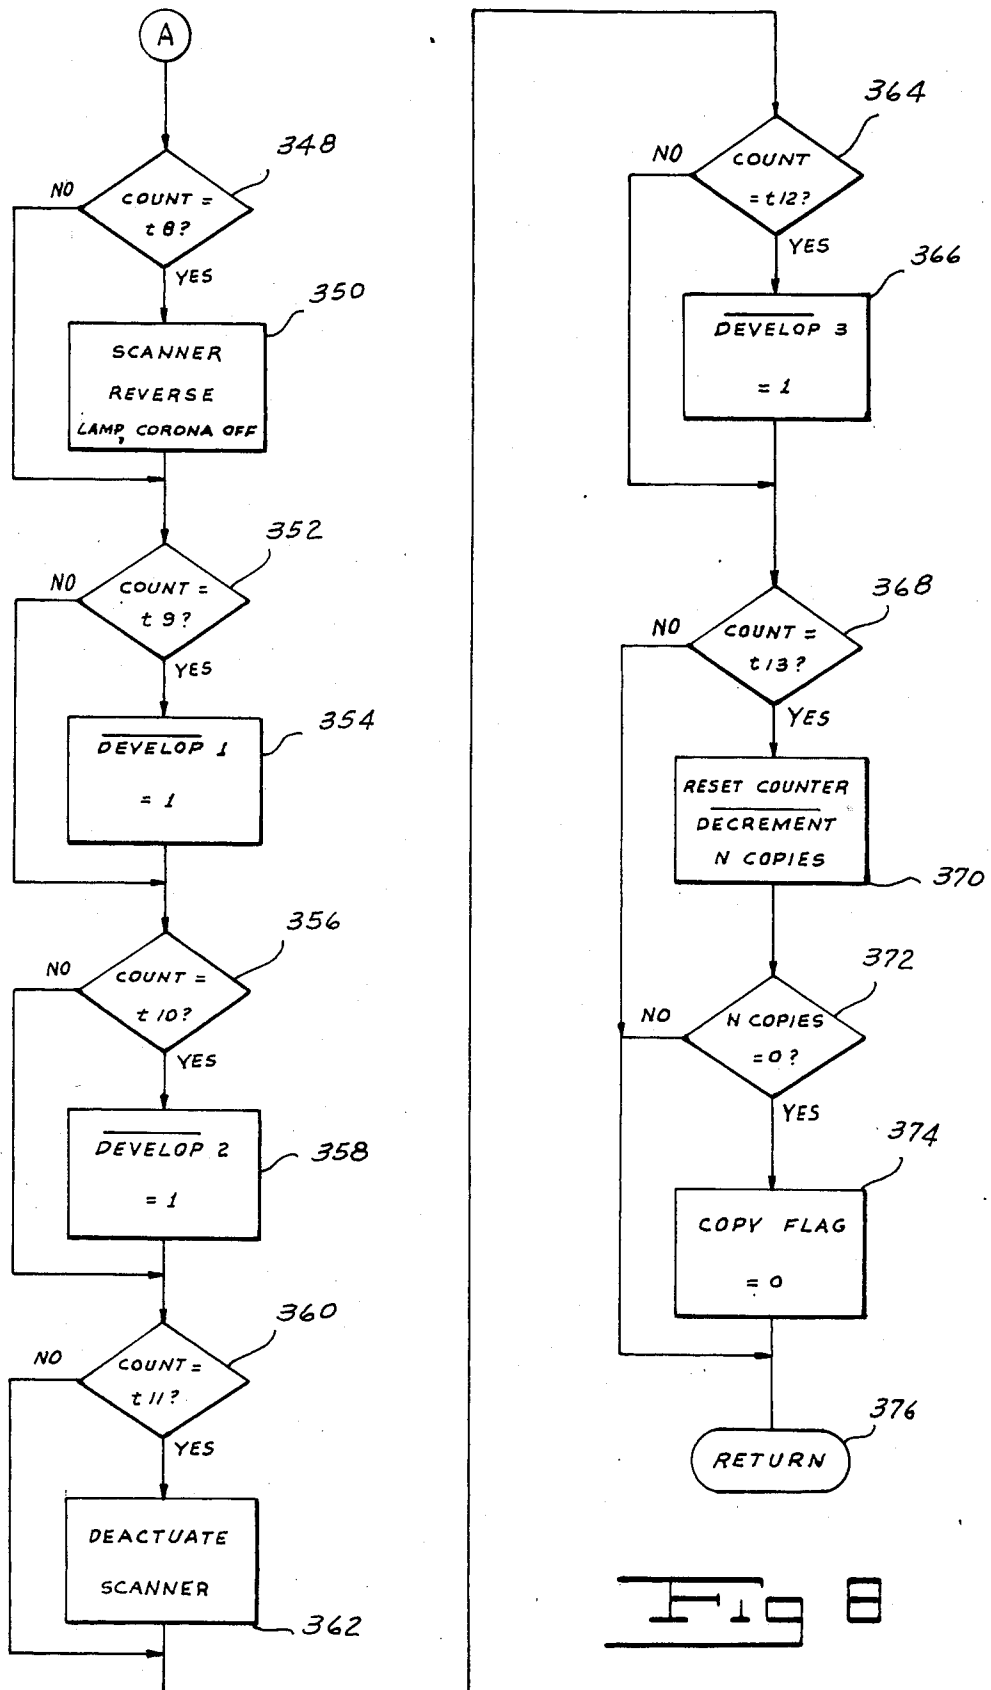 A
348
NO
COUNT =
t 8?
YES
350
SCANNER
REVERSE
LAMP, CORONA OFF
352
NO
COUNT =
t 9?
YES
354
DEVELOP 1
= 1
356
NO
COUNT =
t 10?
YES
358
DEVELOP 2
= 1
360
NO
COUNT =
t 11?
YES
DEACTUATE
SCANNER
362
364
NO
COUNT
= t 12?
YES
366
DEVELOP 3
= 1
368
NO
COUNT =
t 13?
YES
RESET COUNTER
DECREMENT
N COPIES
370
372
NO
N COPIES
= 0?
YES
374
COPY FLAG
= 0
376
RETURN
Fig 8